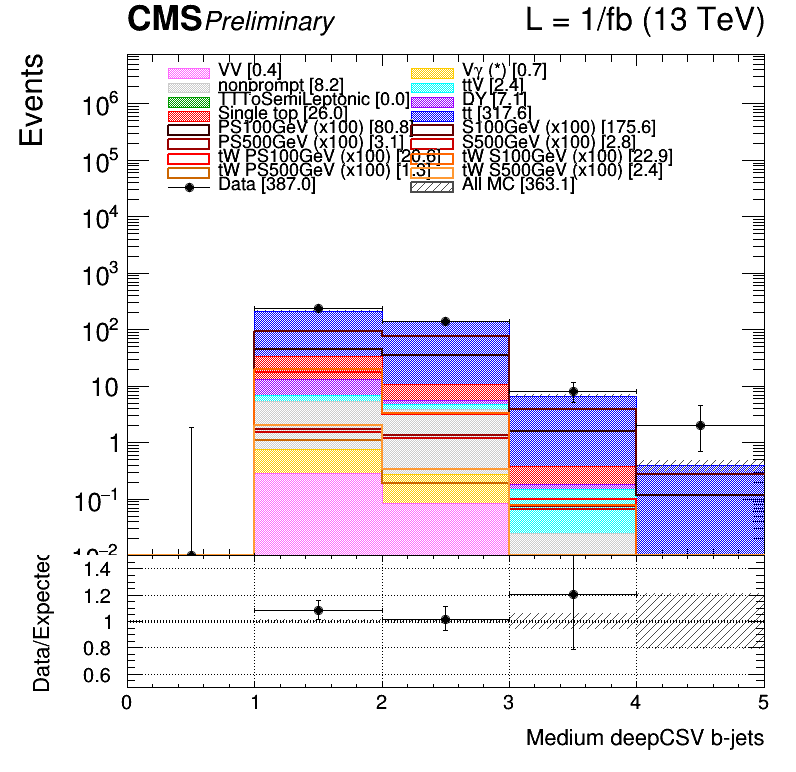 CMS Preliminary L = 1/fb (13 TeV)
Events
VV [0.4] Vγ (*) [0.7]
nonprompt [8.2] ttV [2.4]
TTToSemiLeptonic [0.0] DY [7.1]
Single top [26.0] tt [317.6]
PS100GeV (x100) [80.8] S100GeV (x100) [175.6]
PS500GeV (x100) [3.1] S500GeV (x100) [2.8]
tW PS100GeV (x100) [20.6] tW S100GeV (x100) [22.9]
tW PS500GeV (x100) [1.3] tW S500GeV (x100) [2.4]
Data [387.0] All MC [363.1]
10⁶
10⁵
10⁴
10³
10²
10
1
10⁻¹
10⁻²
Data/Expected
1.4
1.2
1
0.8
0.6
0 1 2 3 4 5
Medium deepCSV b-jets